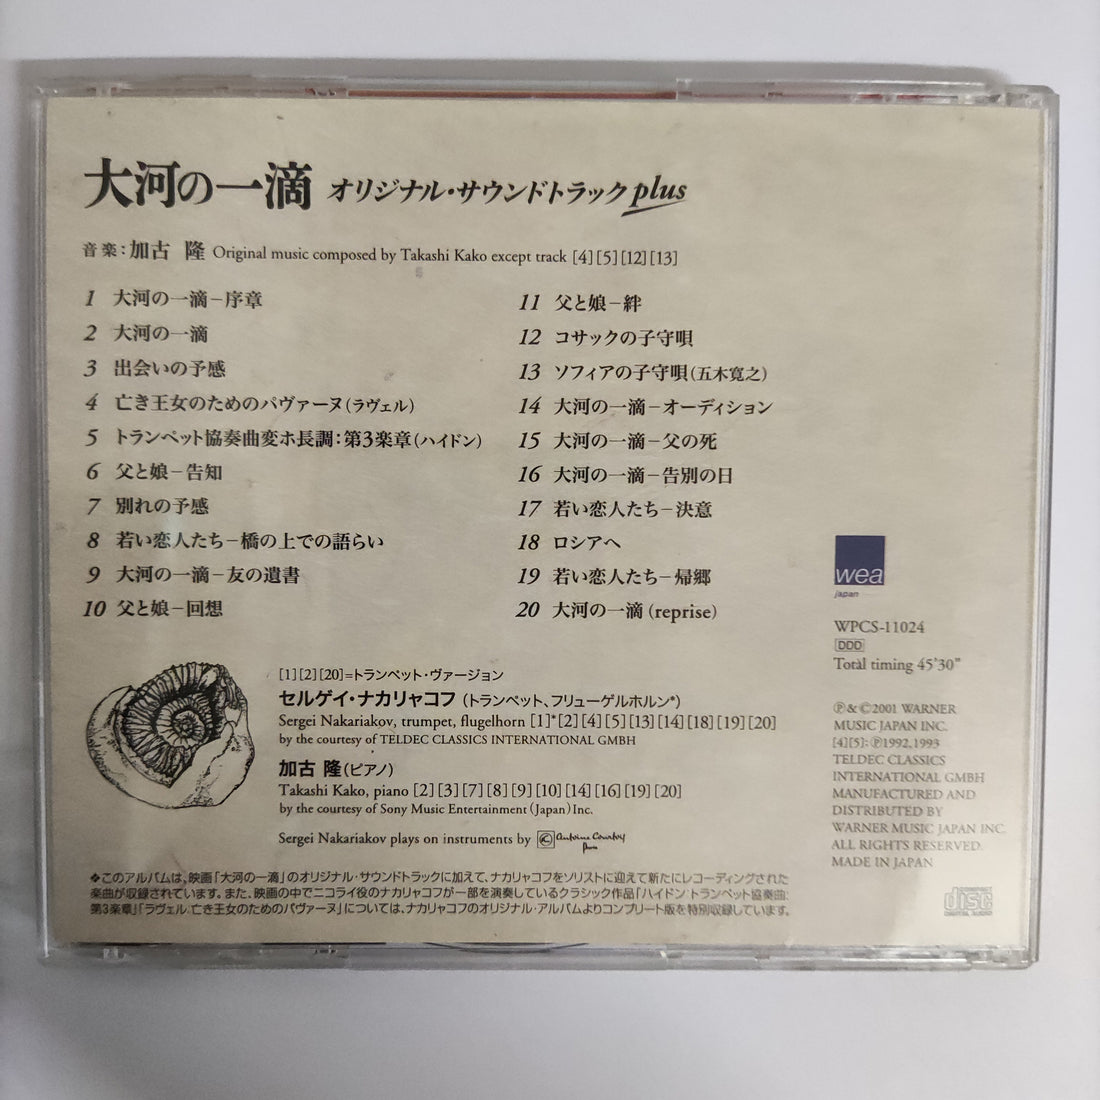 大河の一滴 オリジナル・サウンドトラック plus
音楽：加古 隆 Original music composed by Takashi Kako except track [4][5][12][13]
1 大河の一滴－序章
2 大河の一滴
3 出会いの予感
4 亡き王女のためのパヴァーヌ(ラヴェル)
5 トランペット協奏曲変ホ長調：第3楽章(ハイドン)
6 父と娘－告知
7 別れの予感
8 若い恋人たち－橋の上での語らい
9 大河の一滴－友の遺書
10 父と娘－回想
11 父と娘－絆
12 コサックの子守唄
13 ソフィアの子守唄(五木寛之)
14 大河の一滴－オーディション
15 大河の一滴－父の死
16 大河の一滴－告別の日
17 若い恋人たち－決意
18 ロシアへ
19 若い恋人たち－帰郷
20 大河の一滴 (reprise)
[1][2][20]=トランペット・ヴァージョン
セルゲイ・ナカリャコフ (トランペット、フリューゲルホルン*)
Sergei Nakariakov, trumpet, flugelhorn [1]*[2][4][5][13][14][18][19][20]
by the courtesy of TELDEC CLASSICS INTERNATIONAL GMBH
加古 隆(ピアノ)
Takashi Kako, piano [2][3][7][8][9][10][14][16][19][20]
by the courtesy of Sony Music Entertainment (Japan) Inc.
Sergei Nakariakov plays on instruments by Antoine Courtois Paris
❖このアルバムは、映画「大河の一滴」のオリジナル・サウンドトラックに加えて、ナカリャコフをソリストに迎えて新たにレコーディングされた
楽曲が収録されています。また、映画の中でニコライ役のナカリャコフが一部を演奏しているクラシック作品「ハイドン:トランペット協奏曲:
第3楽章」「ラヴェル:亡き王女のためのパヴァーヌ」については、ナカリャコフのオリジナル・アルバムよりコンプリート版を特別収録しています。
wea
japan
WPCS-11024
DDD
Total timing 45'30"
℗&©2001 WARNER
MUSIC JAPAN INC.
[4][5]:℗1992,1993
TELDEC CLASSICS
INTERNATIONAL GMBH
MANUFACTURED AND
DISTRIBUTED BY
WARNER MUSIC JAPAN INC.
ALL RIGHTS RESERVED.
MADE IN JAPAN
COMPACT
disc
DIGITAL AUDIO